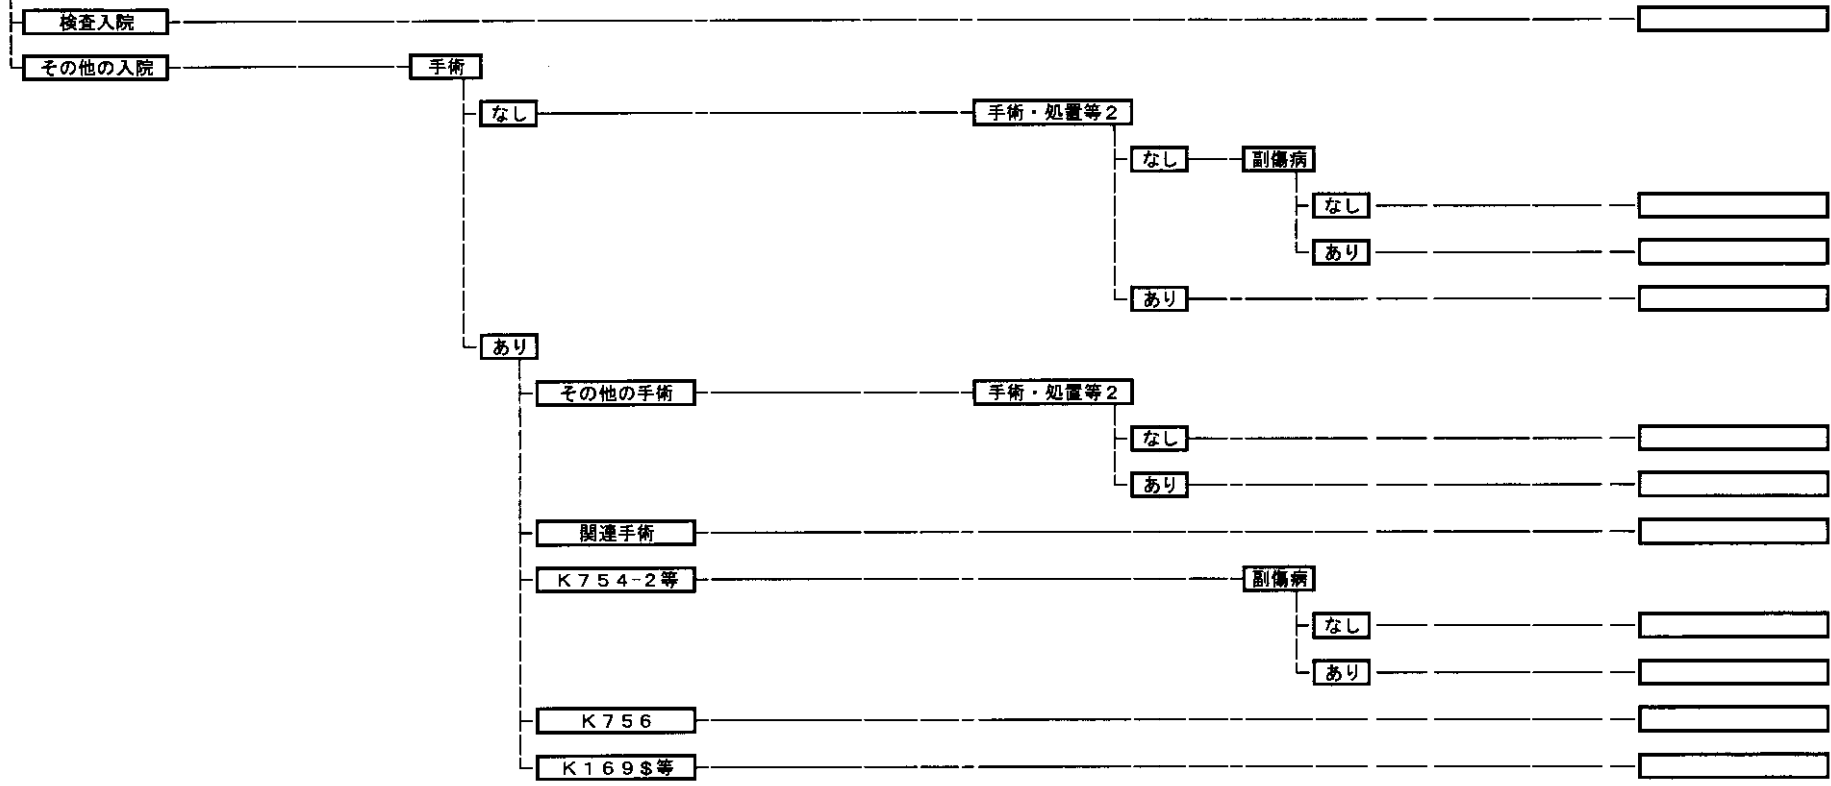 検査入院
その他の入院 手術
なし 手術・処置等２
なし 副傷病
なし
あり
あり
あり
その他の手術 手術・処置等２
なし
あり
関連手術
Ｋ７５４-２等 副傷病
なし
あり
Ｋ７５６
Ｋ１６９＄等